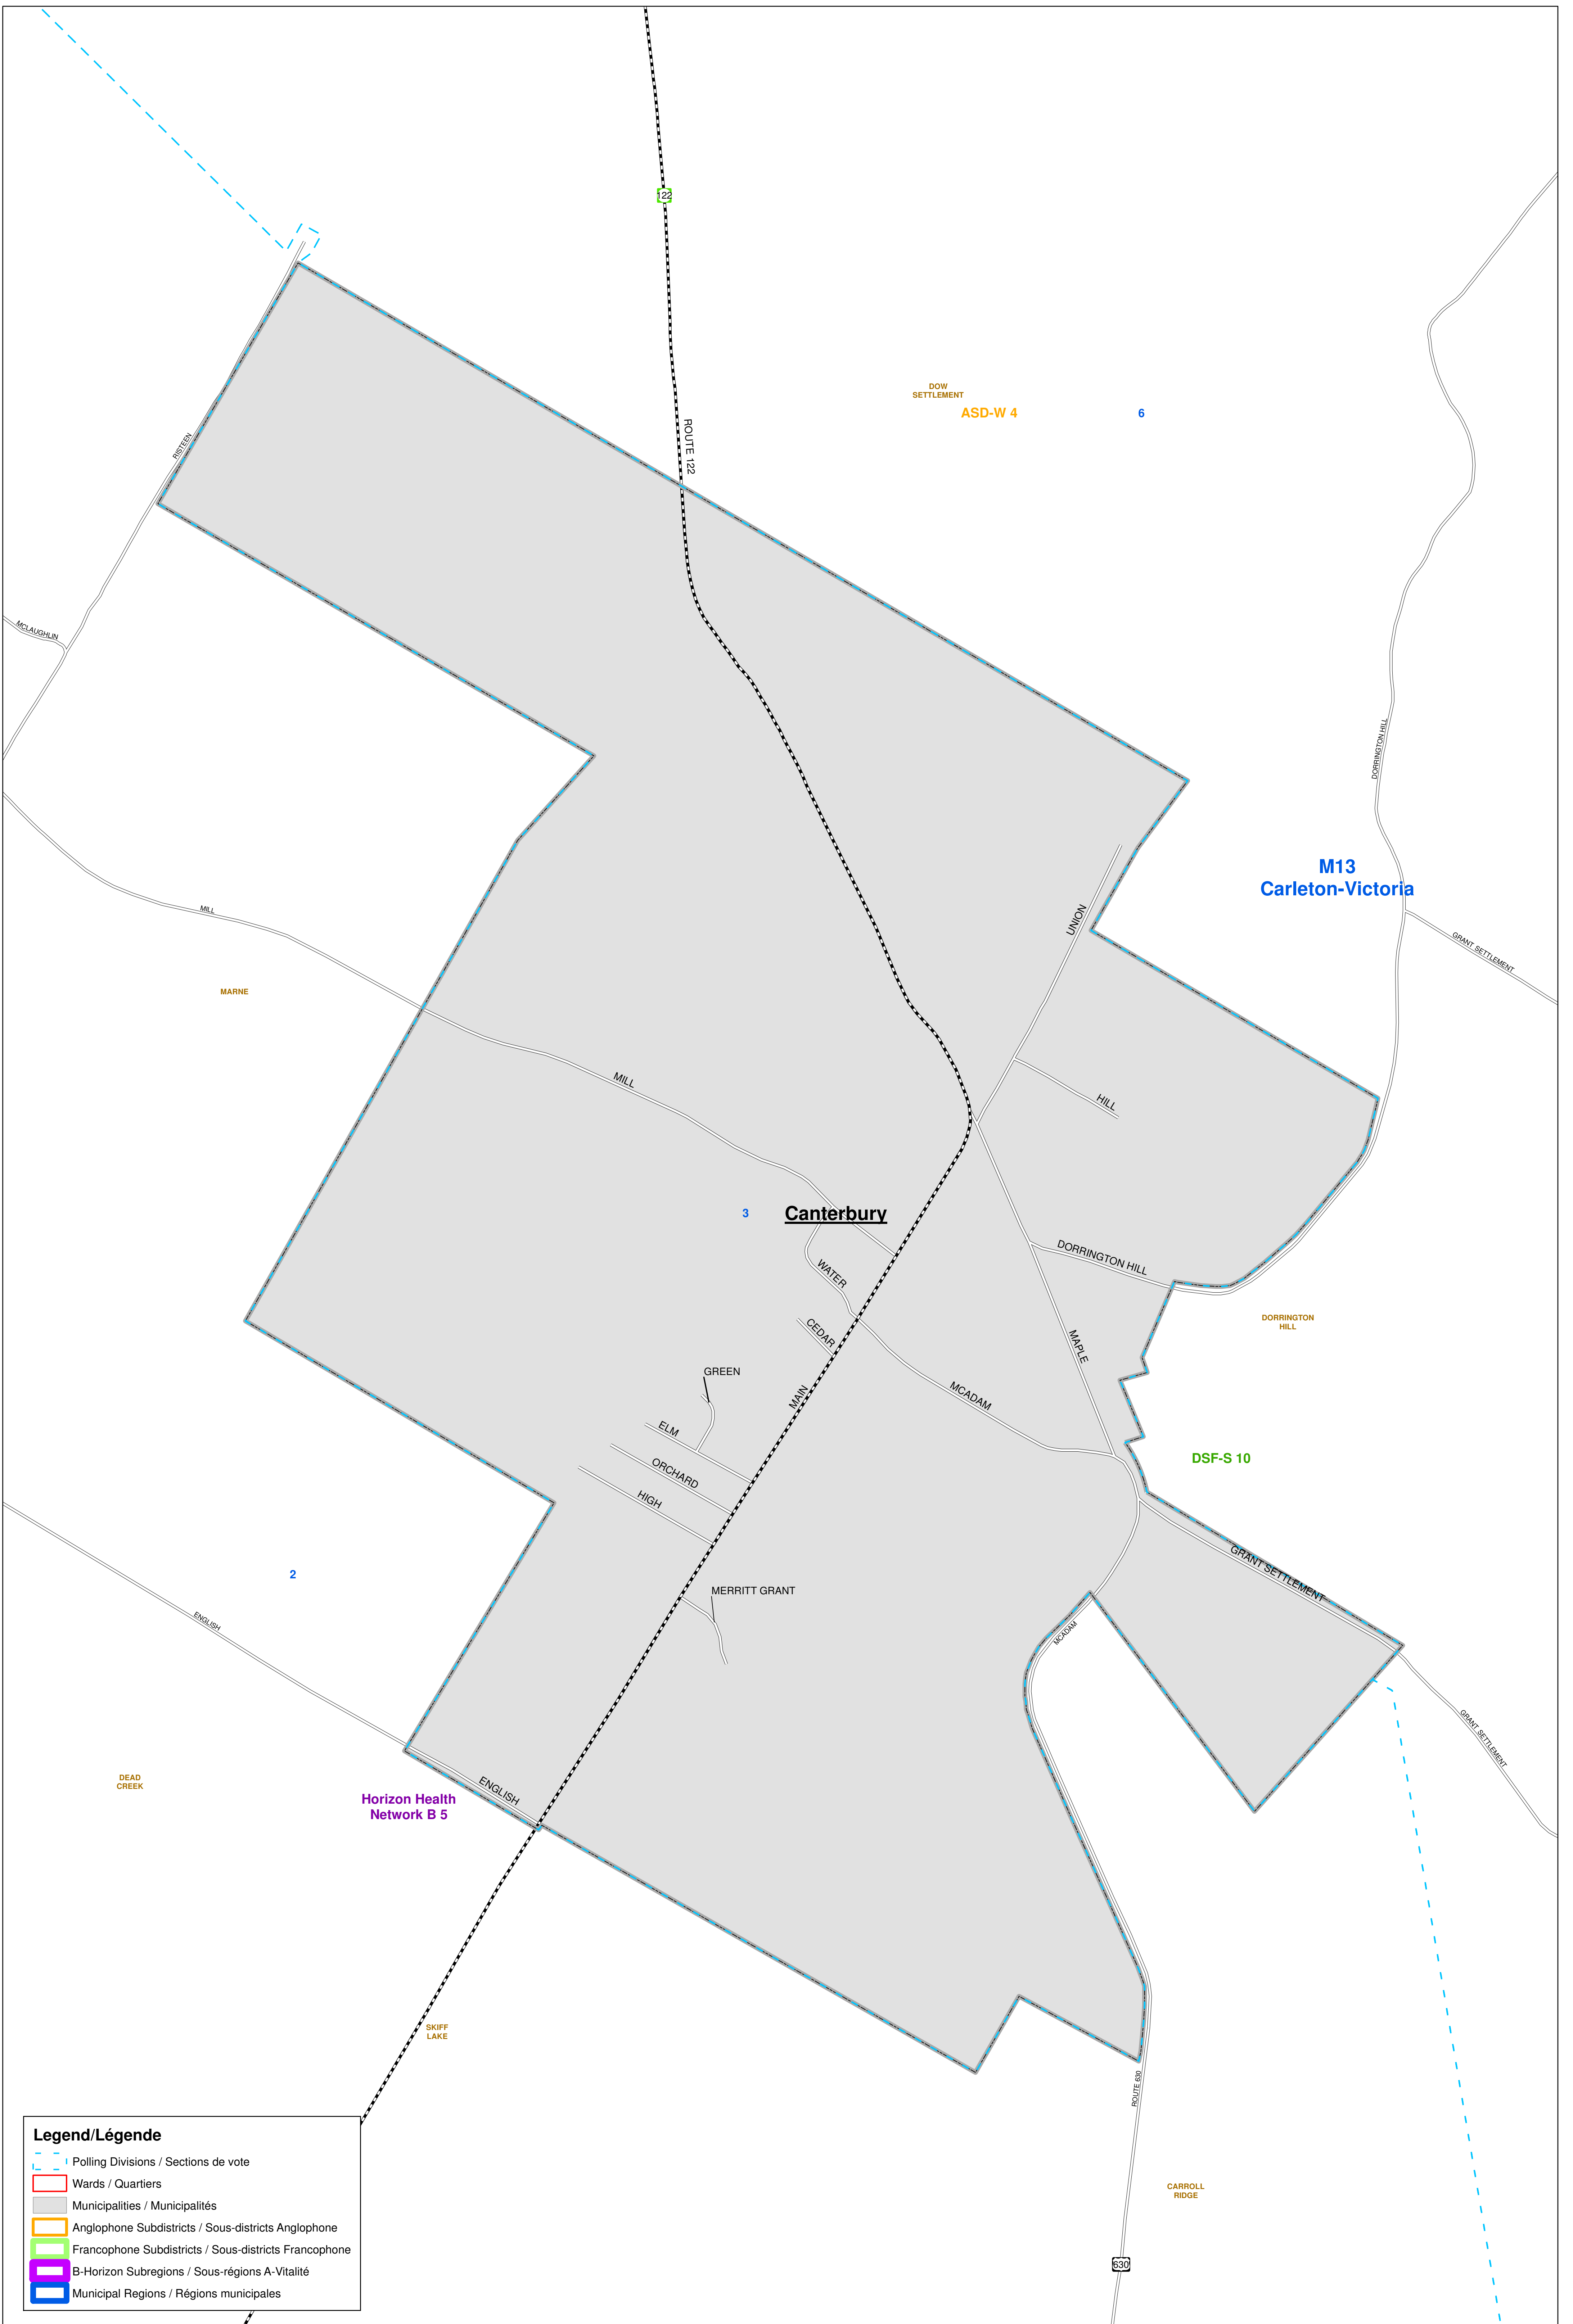 122
DOW
SETTLEMENT
ASD-W 4
6
ROUTE 122
RISTEEN
MCLAUGHLIN
DORRINGTON HILL
M13
Carleton-Victoria
UNION
MILL
GRANT SETTLEMENT
MARNE
MILL
HILL
3
Canterbury
DORRINGTON HILL
WATER
DORRINGTON
HILL
CEDAR
MAPLE
GREEN
MAIN
MCADAM
ELM
DSF-S 10
ORCHARD
HIGH
GRANT SETTLEMENT
2
MERRITT GRANT
ENGLISH
MCADAM
GRANT SETTLEMENT
DEAD
CREEK
ENGLISH
Horizon Health
Network B 5
SKIFF
LAKE
ROUTE 630
CARROLL
RIDGE
630
Legend/Légende
Polling Divisions / Sections de vote
Wards / Quartiers
Municipalities / Municipalités
Anglophone Subdistricts / Sous-districts Anglophone
Francophone Subdistricts / Sous-districts Francophone
B-Horizon Subregions / Sous-régions A-Vitalité
Municipal Regions / Régions municipales